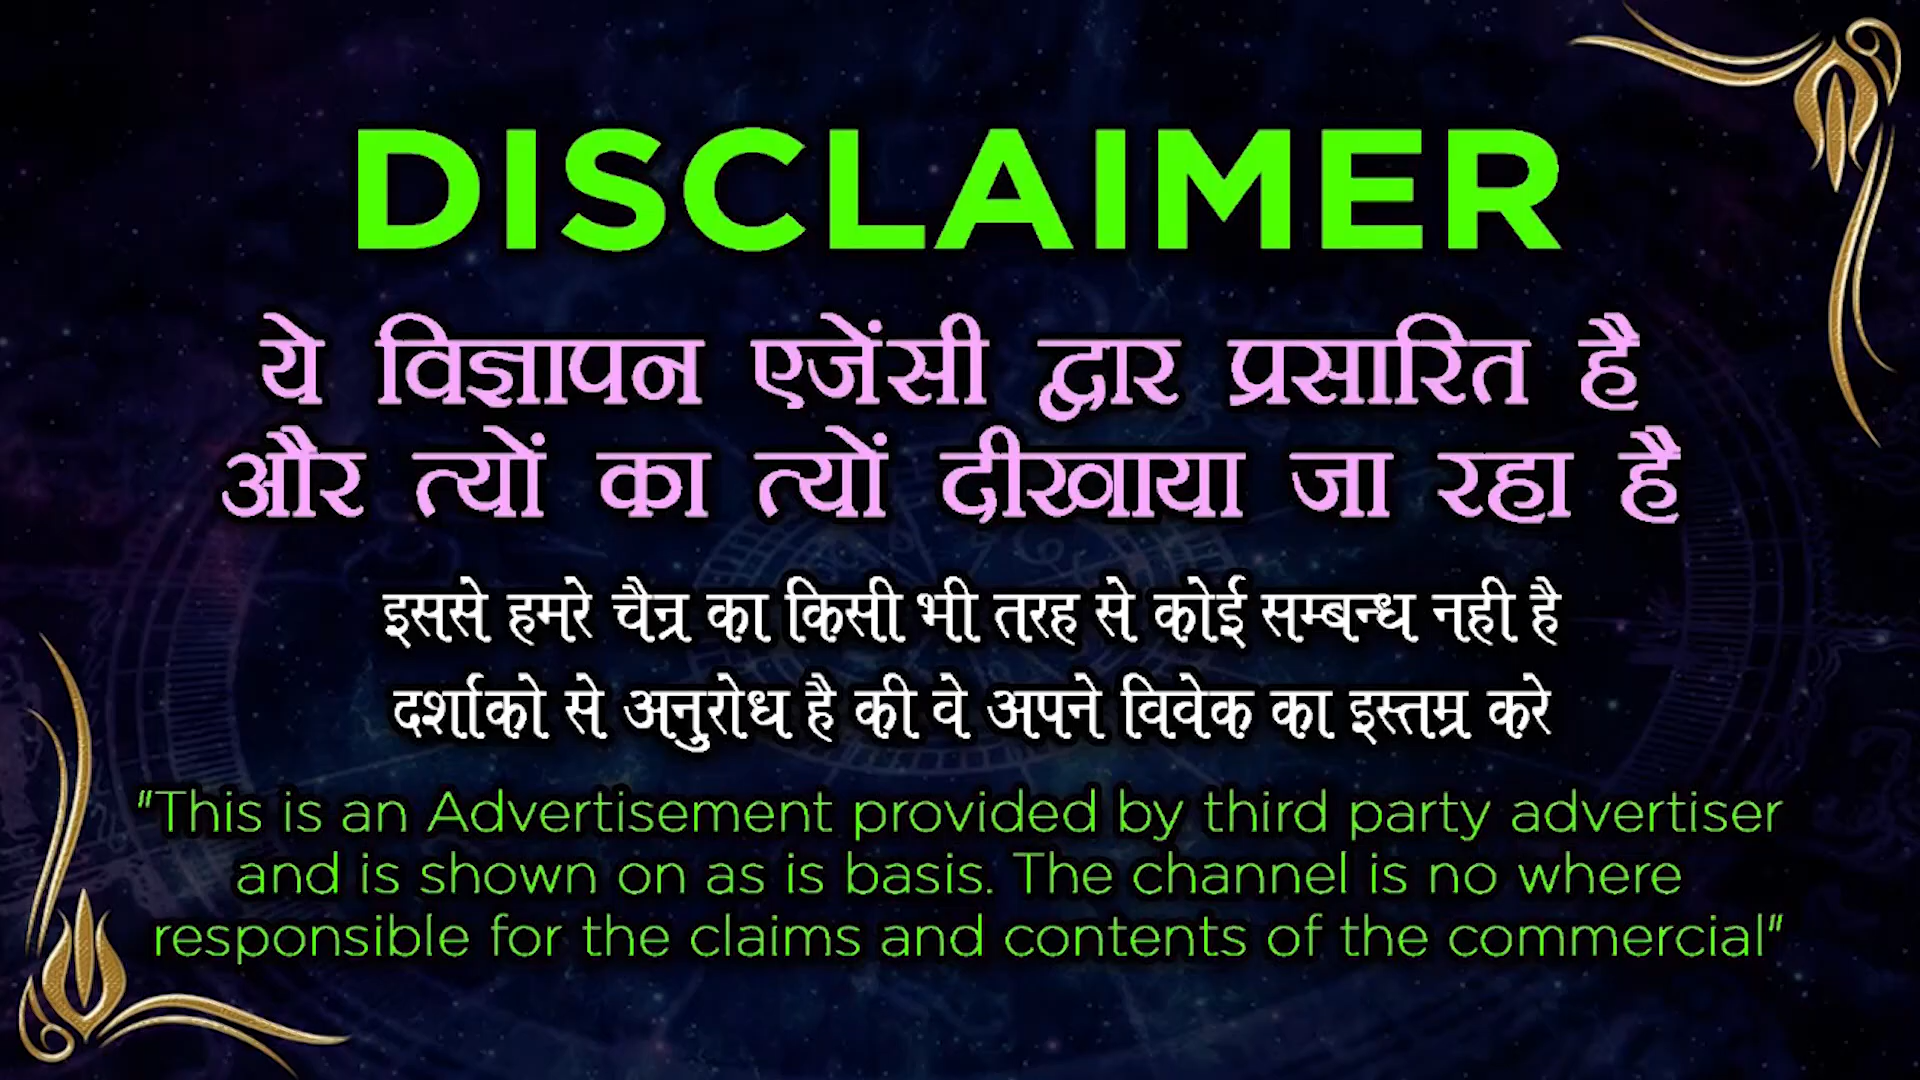 DISCLAIMER
ये विज्ञापन एजेंसी द्वार प्रसारित है
और त्यों का त्यों दीखाया जा रहा है
इससे हमरे चैन्र का किसी भी तरह से कोई सम्बन्ध नही है
दर्शाको से अनुरोध है की वे अपने विवेक का इस्तम्र करे
"This is an Advertisement provided by third party advertiser
and is shown on as is basis. The channel is no where
responsible for the claims and contents of the commercial"